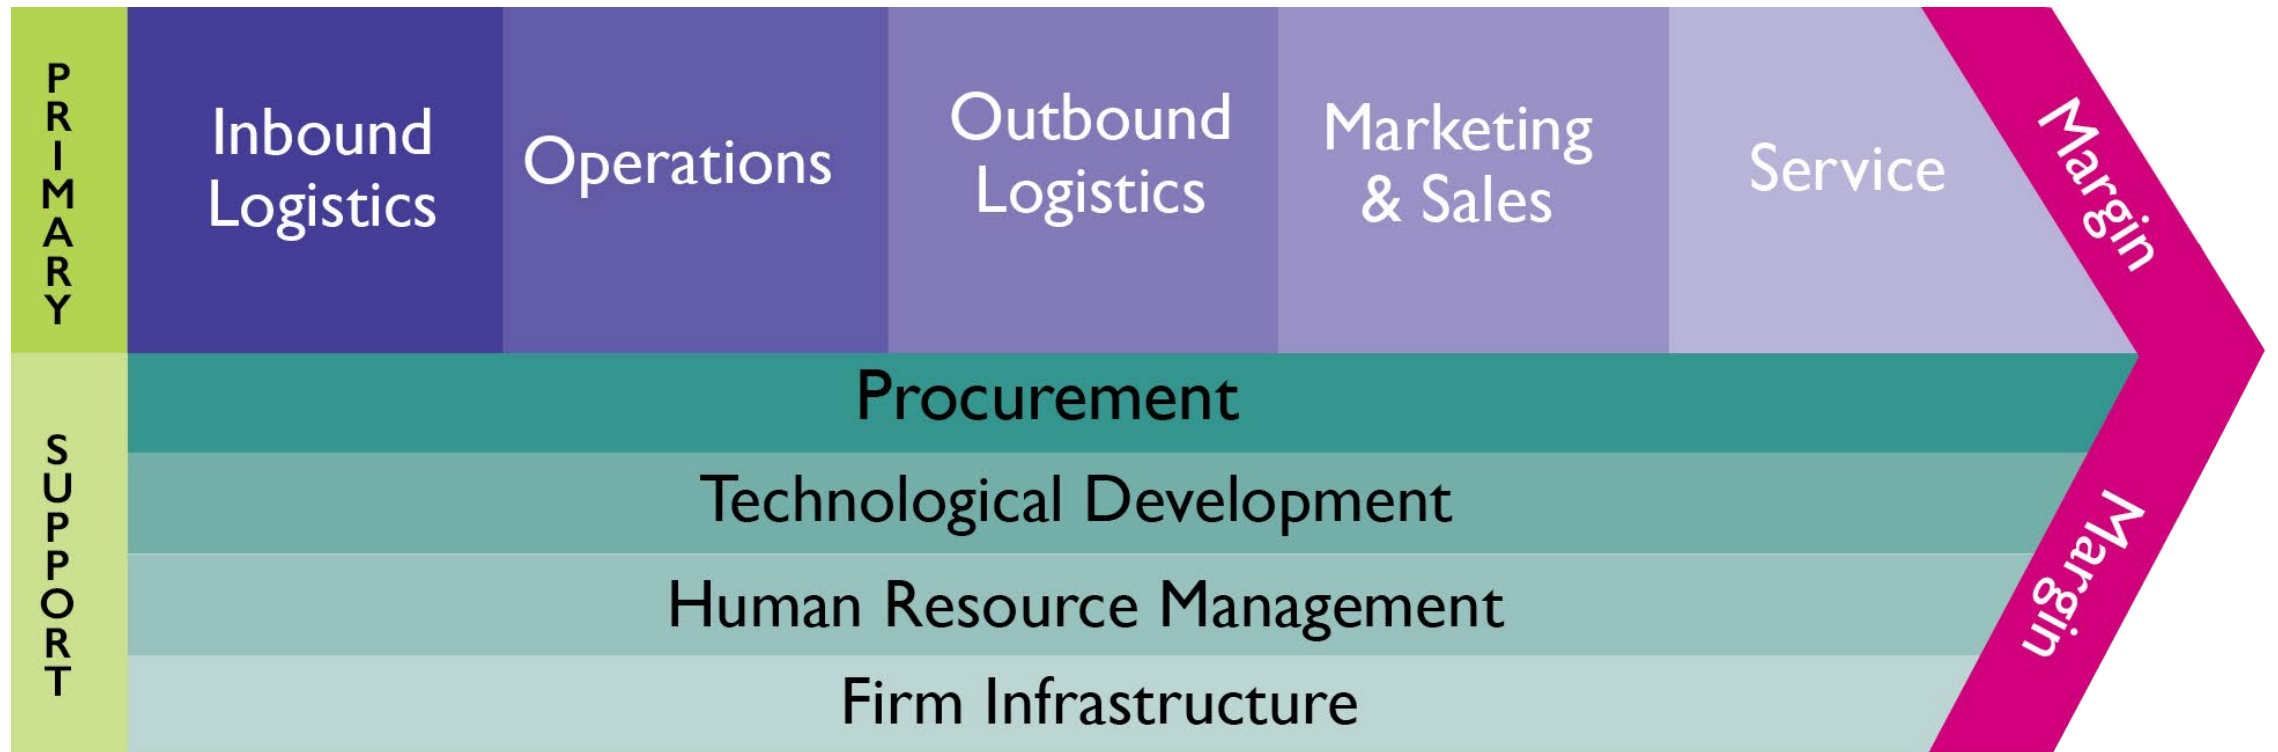 PRIMARY
Inbound
Logistics
Operations
Outbound
Logistics
Marketing
& Sales
Service
Margin
SUPPORT
Procurement
Technological Development
Human Resource Management
Firm Infrastructure
Margin